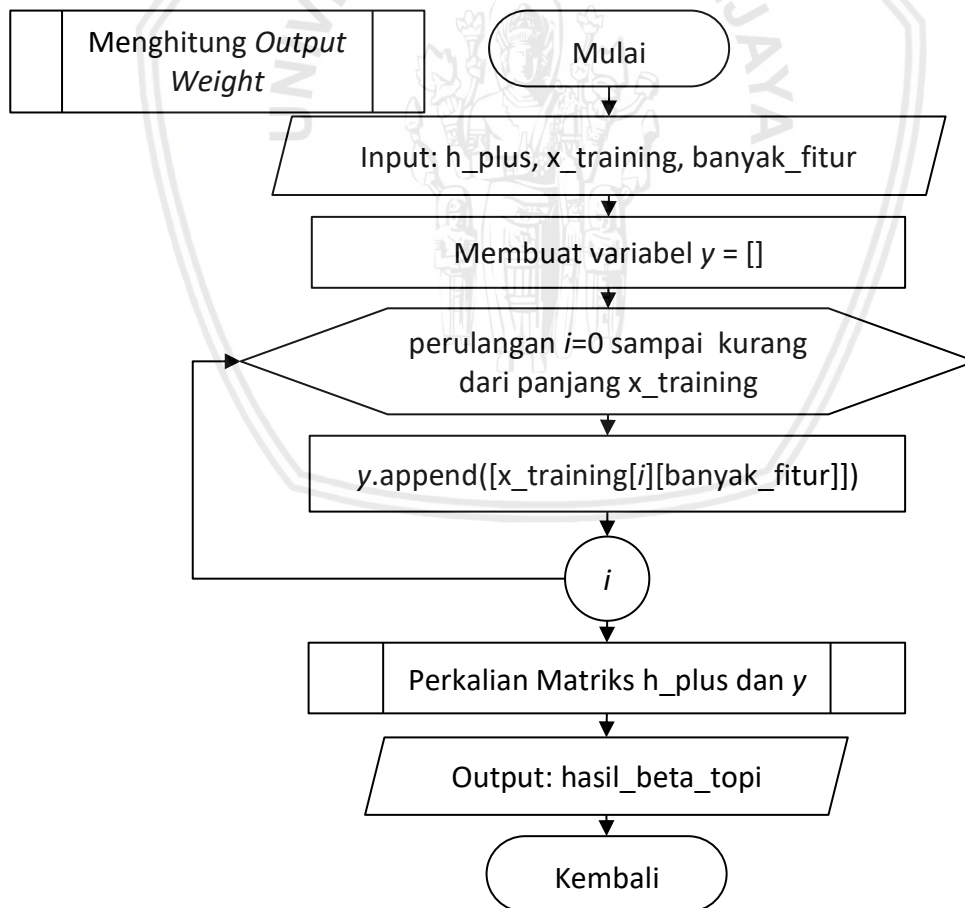 Menghitung Output
Weight
Mulai
Input: h_plus, x_training, banyak_fitur
Membuat variabel y = []
perulangan i=0 sampai kurang
dari panjang x_training
y.append([x_training[i][banyak_fitur]])
i
Perkalian Matriks h_plus dan y
Output: hasil_beta_topi
Kembali